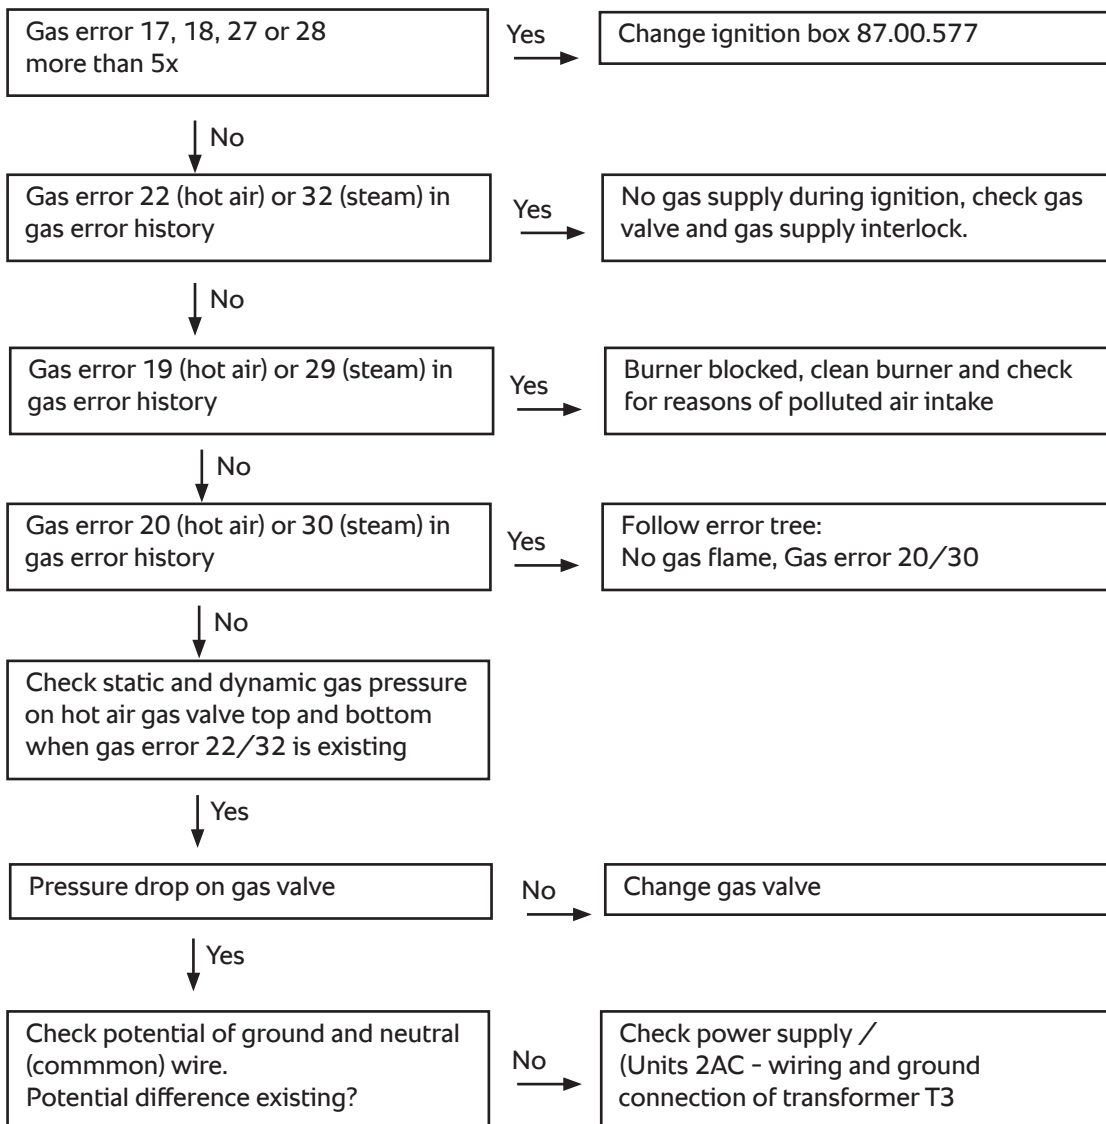 Gas error 17, 18, 27 or 28
more than 5x
Yes
Change ignition box 87.00.577
No
Gas error 22 (hot air) or 32 (steam) in
gas error history
Yes
No gas supply during ignition, check gas
valve and gas supply interlock.
No
Gas error 19 (hot air) or 29 (steam) in
gas error history
Yes
Burner blocked, clean burner and check
for reasons of polluted air intake
No
Gas error 20 (hot air) or 30 (steam) in
gas error history
Yes
Follow error tree:
No gas flame, Gas error 20/30
No
Check static and dynamic gas pressure
on hot air gas valve top and bottom
when gas error 22/32 is existing
Yes
Pressure drop on gas valve
No
Change gas valve
Yes
Check potential of ground and neutral
(commmon) wire.
Potential difference existing?
No
Check power supply /
(Units 2AC - wiring and ground
connection of transformer T3